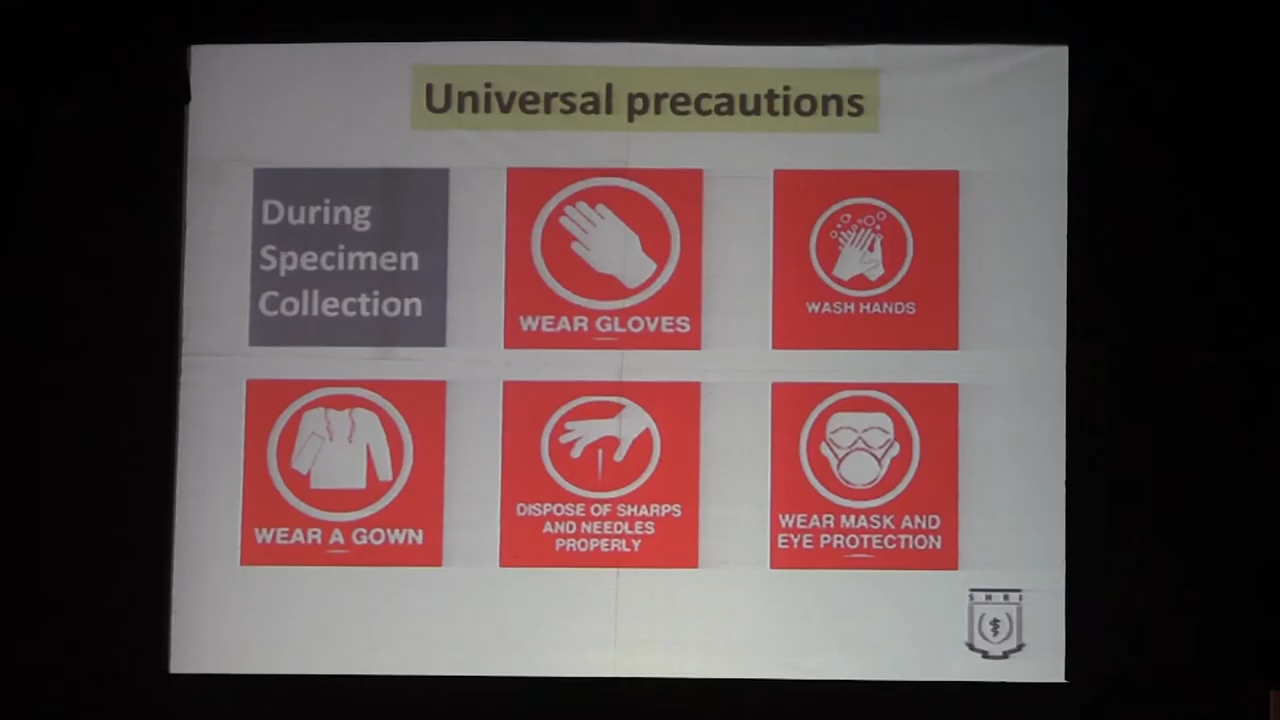 Universal precautions
During
Specimen
Collection
WEAR GLOVES
WASH HANDS
WEAR A GOWN
DISPOSE OF SHARPS
AND NEEDLES
PROPERLY
WEAR MASK AND
EYE PROTECTION
S H R I